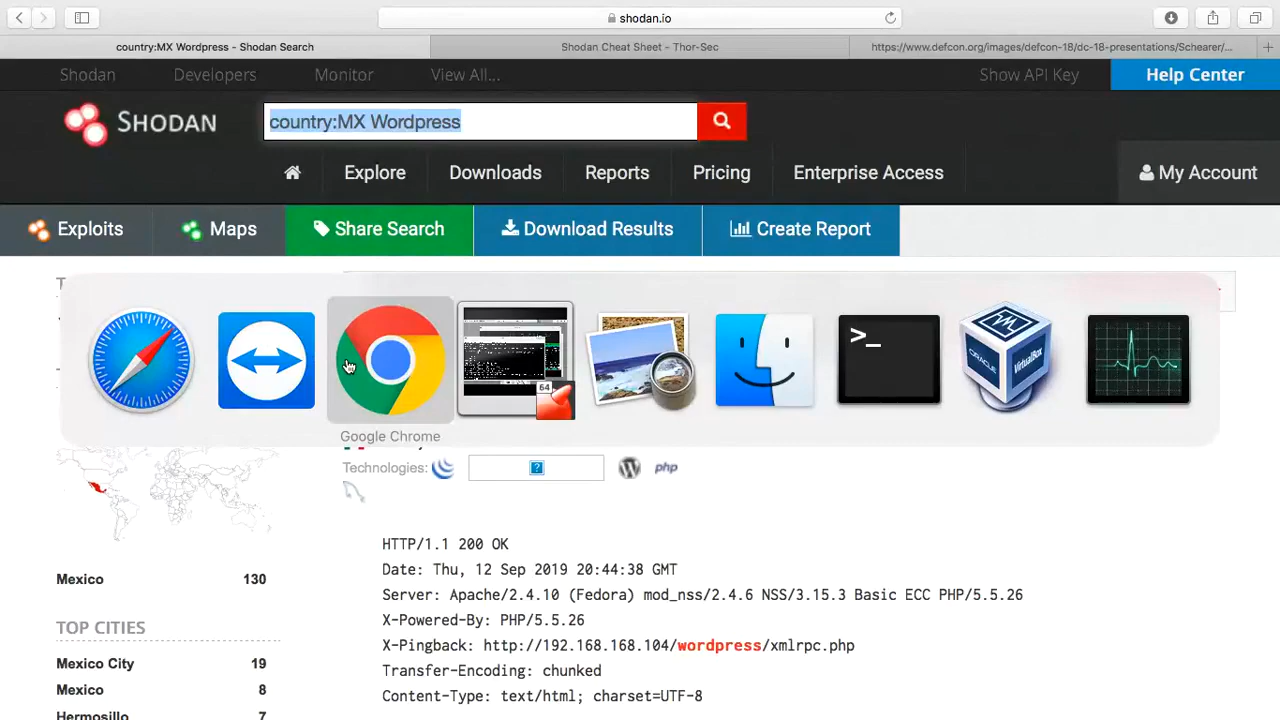 shodan.io
country:MX Wordpress - Shodan Search
Shodan Cheat Sheet - Thor-Sec
https://www.defcon.org/images/defcon-18/dc-18-presentations/Schearer/...
Shodan Developers Monitor View All... Show API Key Help Center
SHODAN country:MX Wordpress
Explore Downloads Reports Pricing Enterprise Access My Account
Exploits Maps Share Search Download Results Create Report
64
>_
ORACLE
VirtualBox
Google Chrome
Technologies: ? php
Mexico 130
TOP CITIES
Mexico City 19
Mexico 8
Hermosillo 7
HTTP/1.1 200 OK
Date: Thu, 12 Sep 2019 20:44:38 GMT
Server: Apache/2.4.10 (Fedora) mod_nss/2.4.6 NSS/3.15.3 Basic ECC PHP/5.5.26
X-Powered-By: PHP/5.5.26
X-Pingback: http://192.168.168.104/wordpress/xmlrpc.php
Transfer-Encoding: chunked
Content-Type: text/html; charset=UTF-8